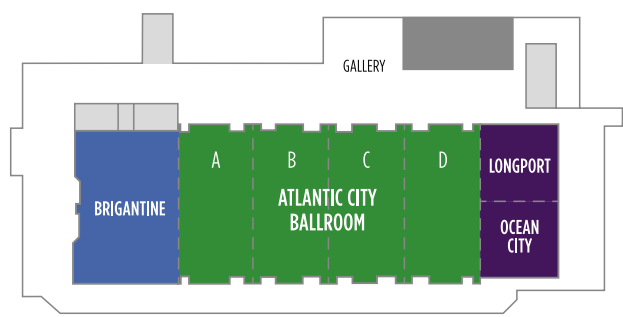 GALLERY
A
B
C
D
LONGPORT
BRIGANTINE
ATLANTIC CITY
BALLROOM
OCEAN
CITY